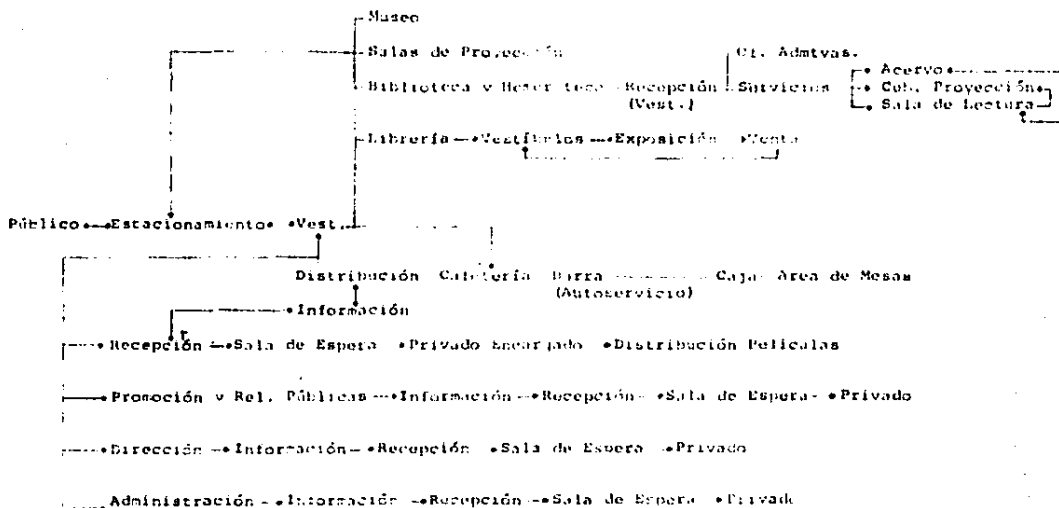 Museo
Salas de Proyección
Of. Admtvas.
Acervo
Biblioteca y Hemeroteca Recepción Servicios Cub. Proyección
(Vest.) Sala de Lectura
Librería Vestíbulos Exposición Venta
Público Estacionamiento Vest.
Distribución Cafetería Barra Caja Area de Mesas
(Autoservicio)
Información
Recepción Sala de Espera Privado Encargado Distribución Películas
Promoción y Rel. Públicas Información Recepción Sala de Espera Privado
Dirección Información Recepción Sala de Espera Privado
Administración Información Recepción Sala de Espera Privado